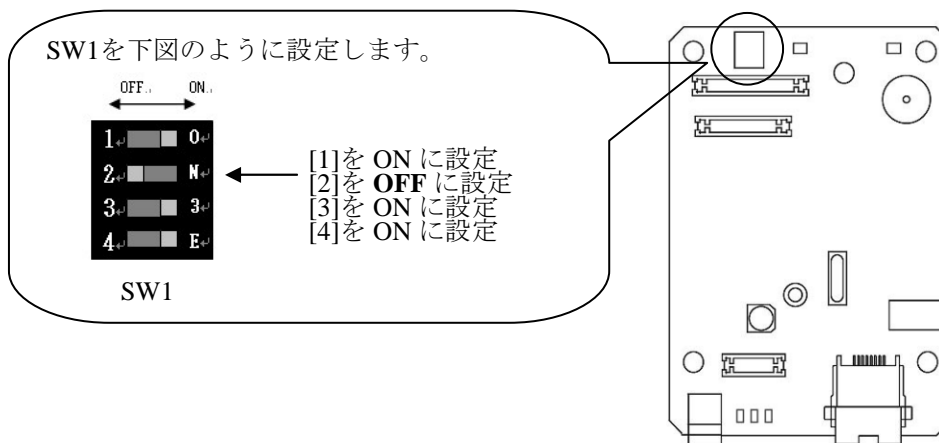 SW1を下図のように設定します。
OFF ON
1 O
2 N
3 3
4 E
[1]を ON に設定
[2]を OFF に設定
[3]を ON に設定
[4]を ON に設定
SW1